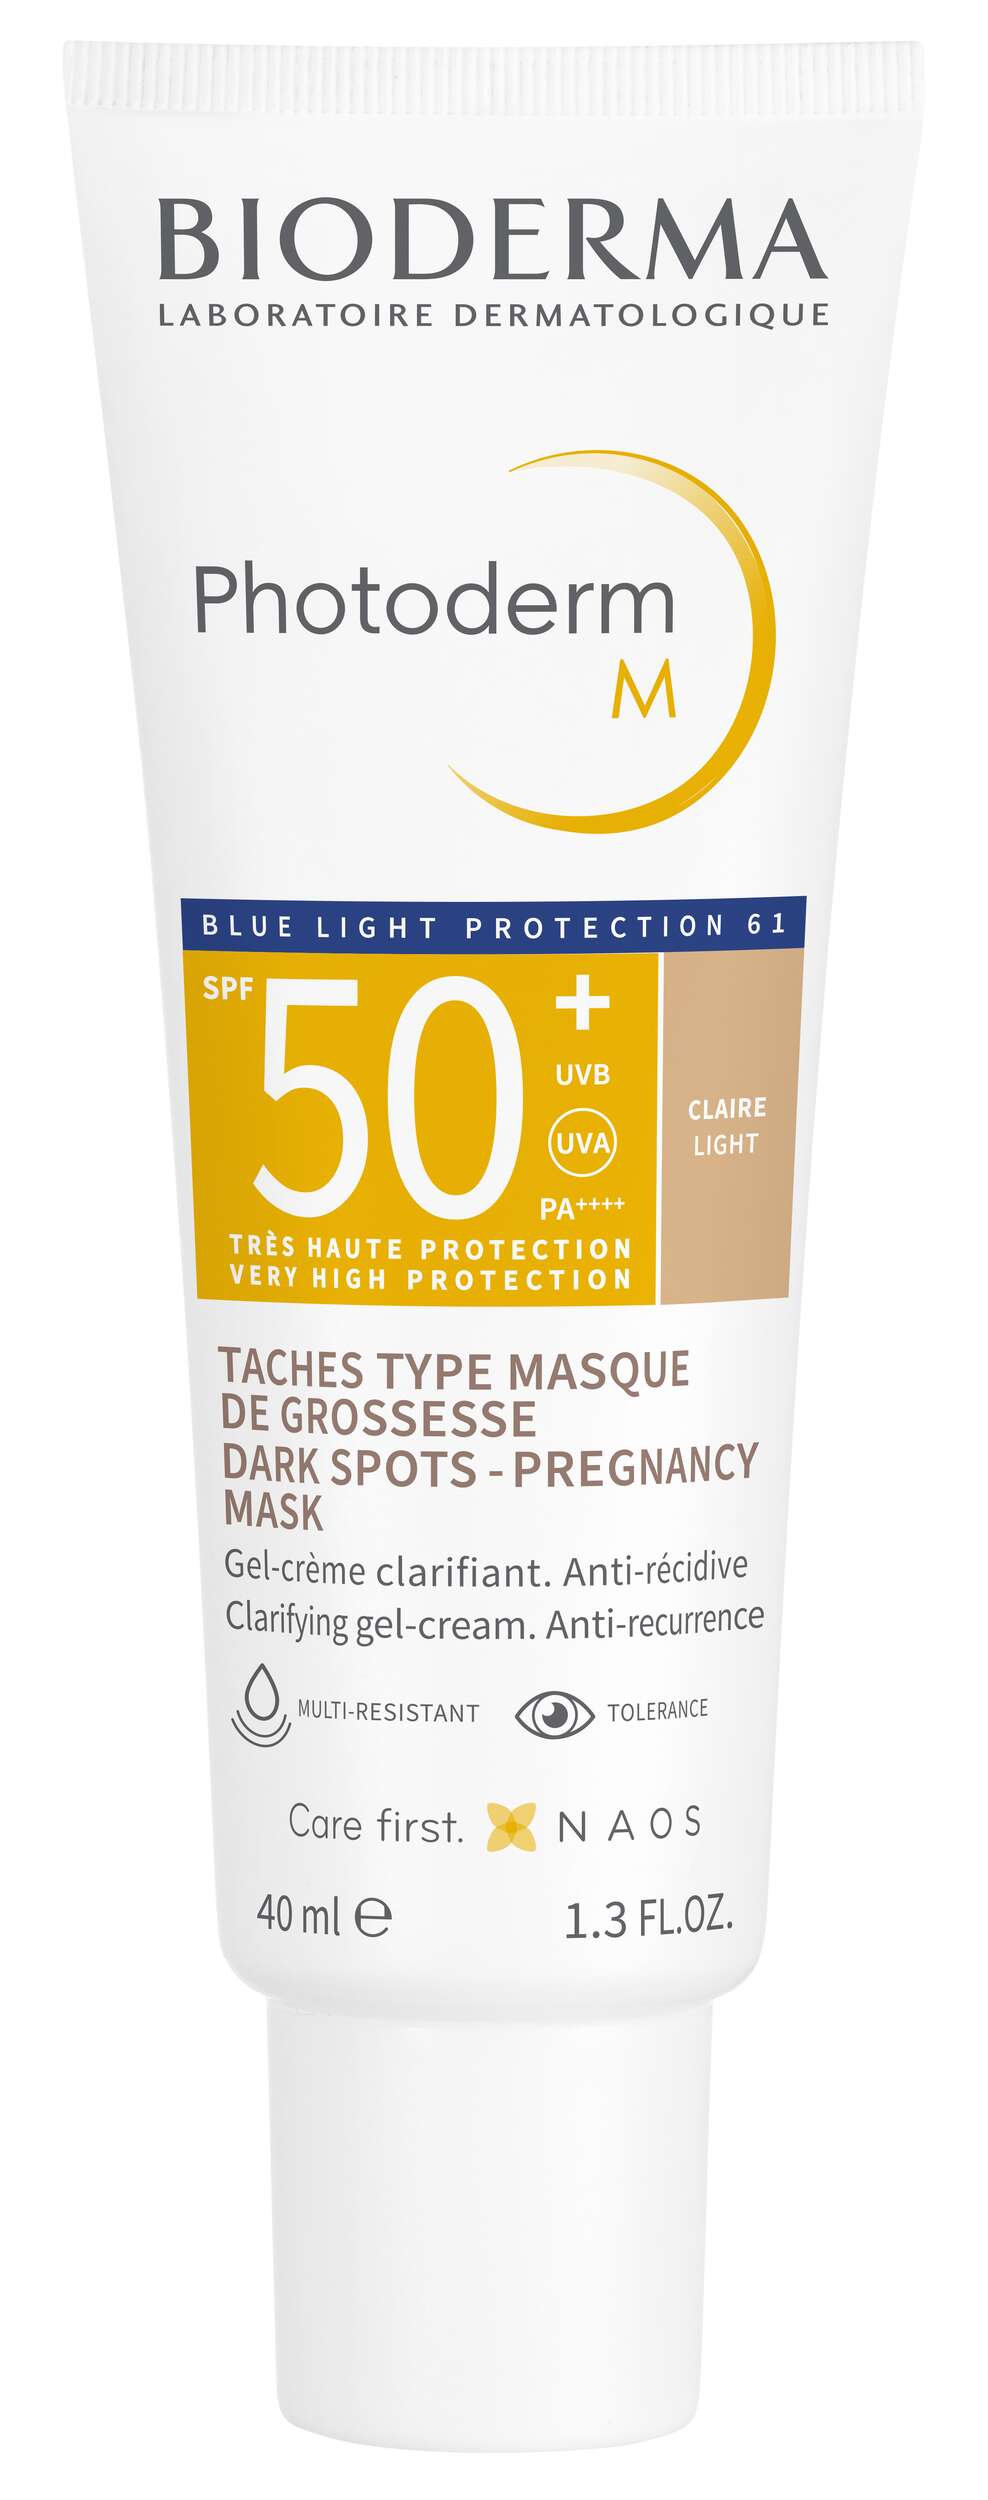 BIODERMA
LABORATOIRE DERMATOLOGIQUE
Photoderm
M
BLUE LIGHT PROTECTION 61
SPF 50+
UVB
UVA
PA++++
TRÈS HAUTE PROTECTION
VERY HIGH PROTECTION
CLAIRE
LIGHT
TACHES TYPE MASQUE
DE GROSSESSE
DARK SPOTS - PREGNANCY
MASK
Gel-crème clarifiant. Anti-récidive
Clarifying gel-cream. Anti-recurrence
MULTI-RESISTANT TOLERANCE
Care first. NAOS
40 ml ℮ 1.3 FL.OZ.